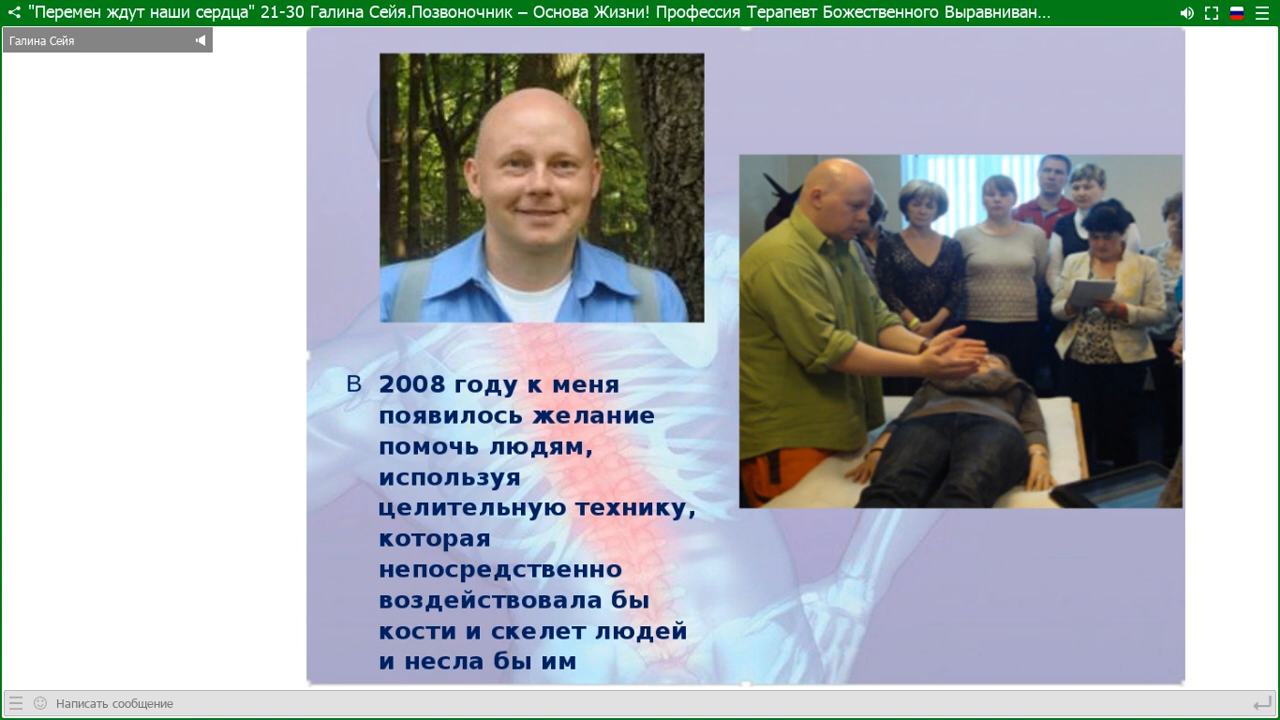 "Перемен ждут наши сердца" 21-30 Галина Сейя.Позвоночник – Основа Жизни! Профессия Терапевт Божественного Выравниван...
Галина Сейя
В 2008 году к меня
появилось желание
помочь людям,
используя
целительную технику,
которая
непосредственно
воздействовала бы
кости и скелет людей
и несла бы им
Написать сообщение